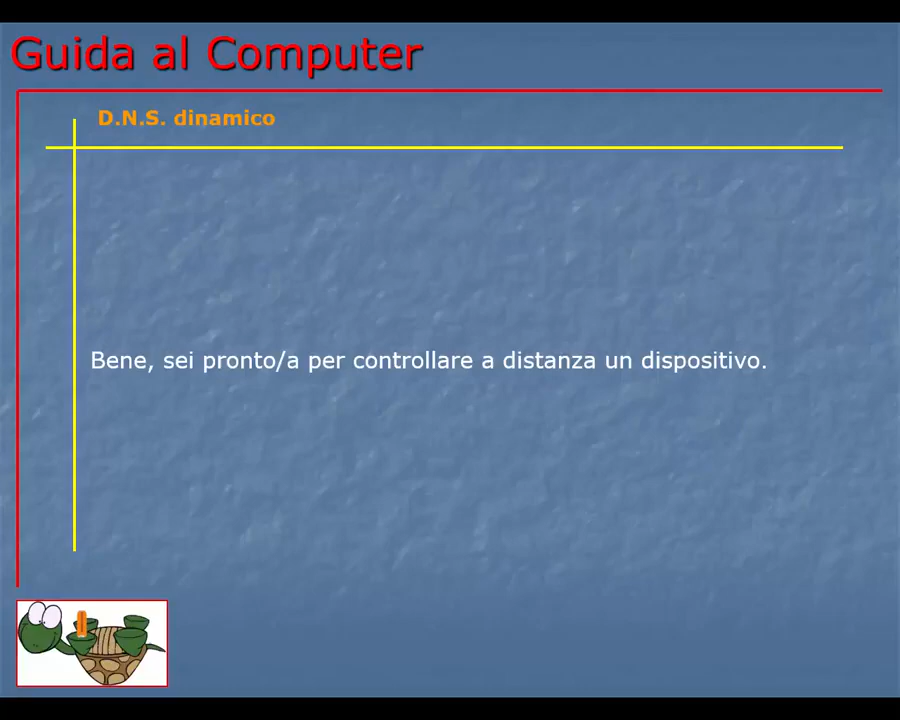 Guida al Computer
D.N.S. dinamico
Bene, sei pronto/a per controllare a distanza un dispositivo.